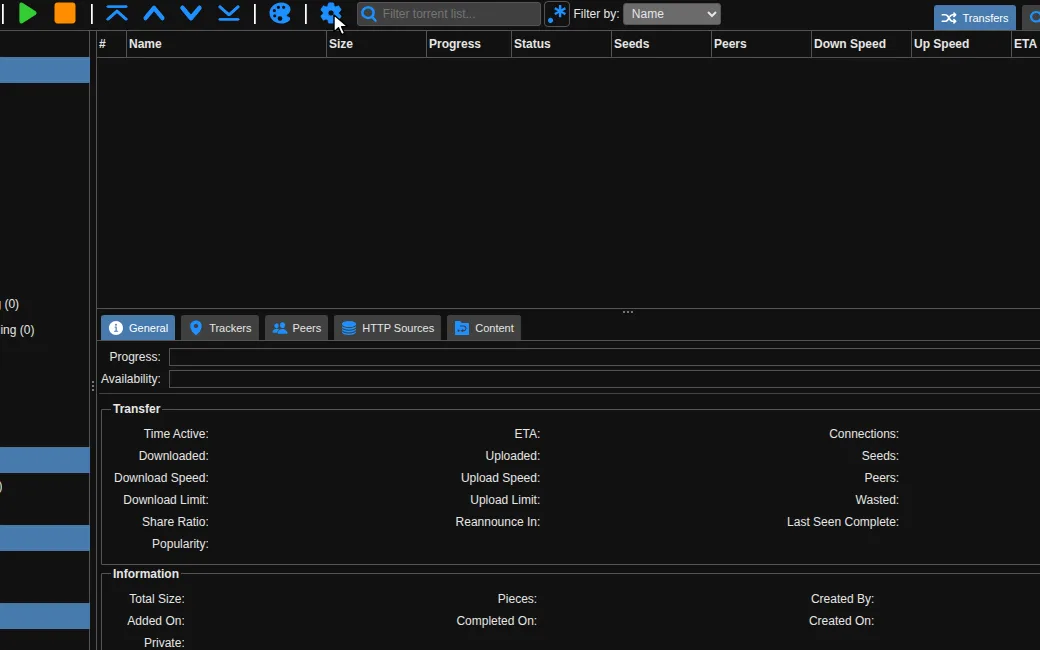 Filter torrent list...
Filter by:
Name
Transfers
# Name Size Progress Status Seeds Peers Down Speed Up Speed ETA
(0)
ing (0)
)
General Trackers Peers HTTP Sources Content
Progress:
Availability:
Transfer
Time Active: ETA: Connections:
Downloaded: Uploaded: Seeds:
Download Speed: Upload Speed: Peers:
Download Limit: Upload Limit: Wasted:
Share Ratio: Reannounce In: Last Seen Complete:
Popularity:
Information
Total Size: Pieces: Created By:
Added On: Completed On: Created On:
Private: